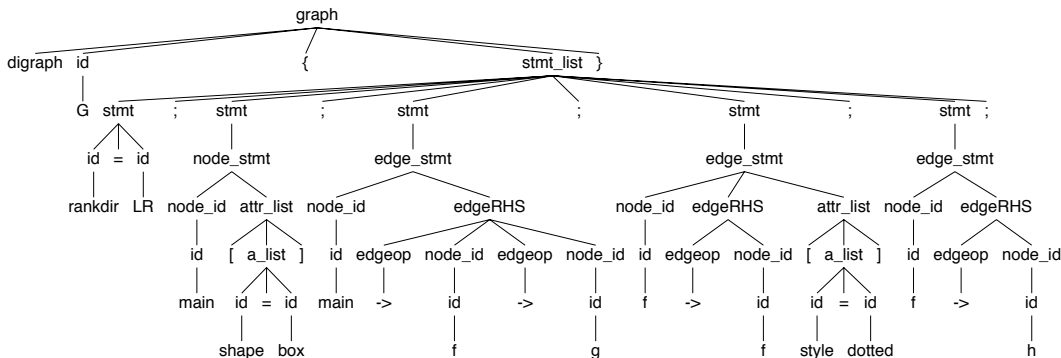 graph
digraph id { stmt_list }
G stmt ; stmt ; stmt ; stmt ; stmt ;
id = id node_stmt edge_stmt edge_stmt edge_stmt
rankdir LR node_id attr_list node_id edgeRHS node_id edgeRHS attr_list node_id edgeRHS
id [ a_list ] id edgeop node_id edgeop node_id id edgeop node_id [ a_list ] id edgeop node_id
main id = id main -> id -> id f -> id id = id f -> id
shape box f g f style dotted h